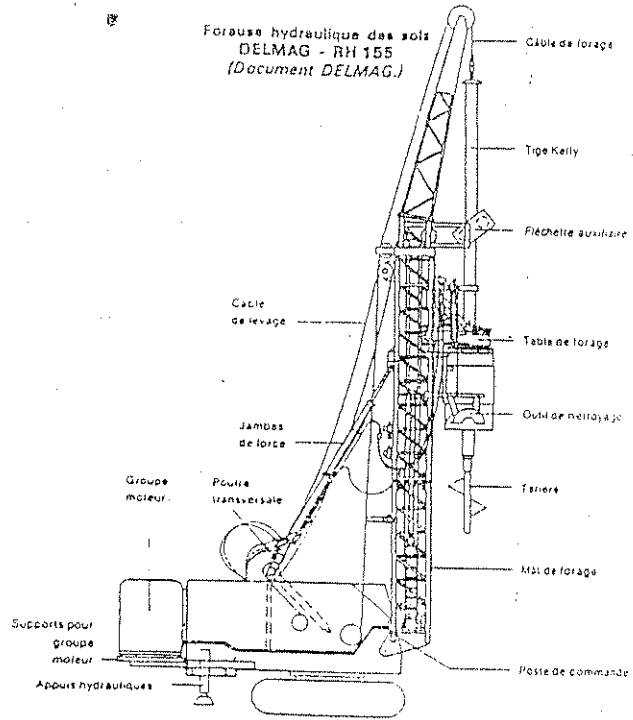 Foreuse hydraulique des sols
DELMAG - RH 155
(Document DELMAG.)
Câble de forage
Tige Kelly
Fléchette auxiliaire
Câble
de levage
Table de forage
Outil de nettoyage
Jambes
de force
Groupe
moteur
Poutre
transversale
Tarière
Mât de forage
Supports pour
groupe
moteur
Poste de commande
Appuis hydrauliques